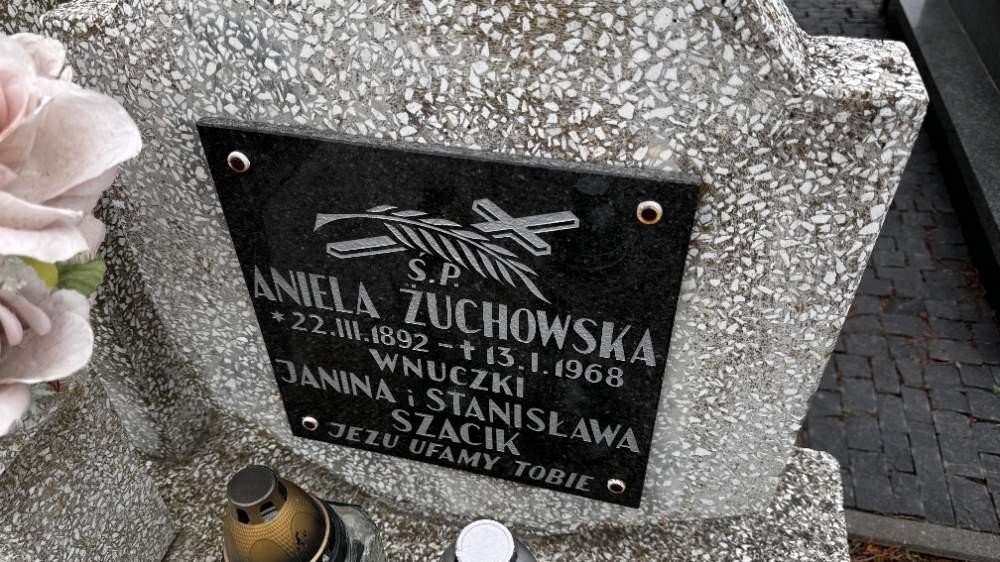 Ś.P.
ANIELA ŻUCHOWSKA
*22.III.1892 – † 13.I.1968
WNUCZKI
JANINA i STANISŁAWA
SZACIK
JEZU UFAMY TOBIE